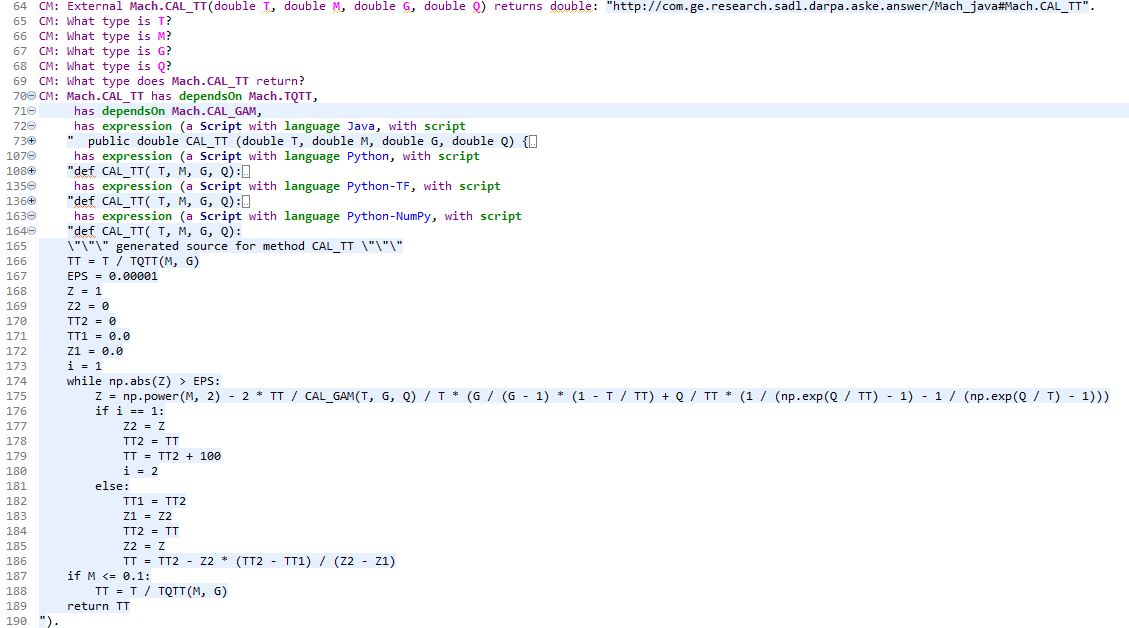 64 CM: External Mach.CAL_TT(double T, double M, double G, double Q) returns double: "http://com.ge.research.sadl.darpa.aske.answer/Mach_java#Mach.CAL_TT".
65 CM: What type is T?
66 CM: What type is M?
67 CM: What type is G?
68 CM: What type is Q?
69 CM: What type does Mach.CAL_TT return?
70 CM: Mach.CAL_TT has dependsOn Mach.TQTT,
71 has dependsOn Mach.CAL_GAM,
72 has expression (a Script with language Java, with script
73 "  public double CAL_TT (double T, double M, double G, double Q) {
107 has expression (a Script with language Python, with script
108 "def CAL_TT( T, M, G, Q):
135 has expression (a Script with language Python-TF, with script
136 "def CAL_TT( T, M, G, Q):
163 has expression (a Script with language Python-NumPy, with script
164 "def CAL_TT( T, M, G, Q):
165 \"\"\" generated source for method CAL_TT \"\"\"
166 TT = T / TQTT(M, G)
167 EPS = 0.00001
168 Z = 1
169 Z2 = 0
170 TT2 = 0
171 TT1 = 0.0
172 Z1 = 0.0
173 i = 1
174 while np.abs(Z) > EPS:
175 Z = np.power(M, 2) - 2 * TT / CAL_GAM(T, G, Q) / T * (G / (G - 1) * (1 - T / TT) + Q / TT * (1 / (np.exp(Q / TT) - 1) - 1 / (np.exp(Q / T) - 1)))
176 if i == 1:
177 Z2 = Z
178 TT2 = TT
179 TT = TT2 + 100
180 i = 2
181 else:
182 TT1 = TT2
183 Z1 = Z2
184 TT2 = TT
185 Z2 = Z
186 TT = TT2 - Z2 * (TT2 - TT1) / (Z2 - Z1)
187 if M <= 0.1:
188 TT = T / TQTT(M, G)
189 return TT
190 ").